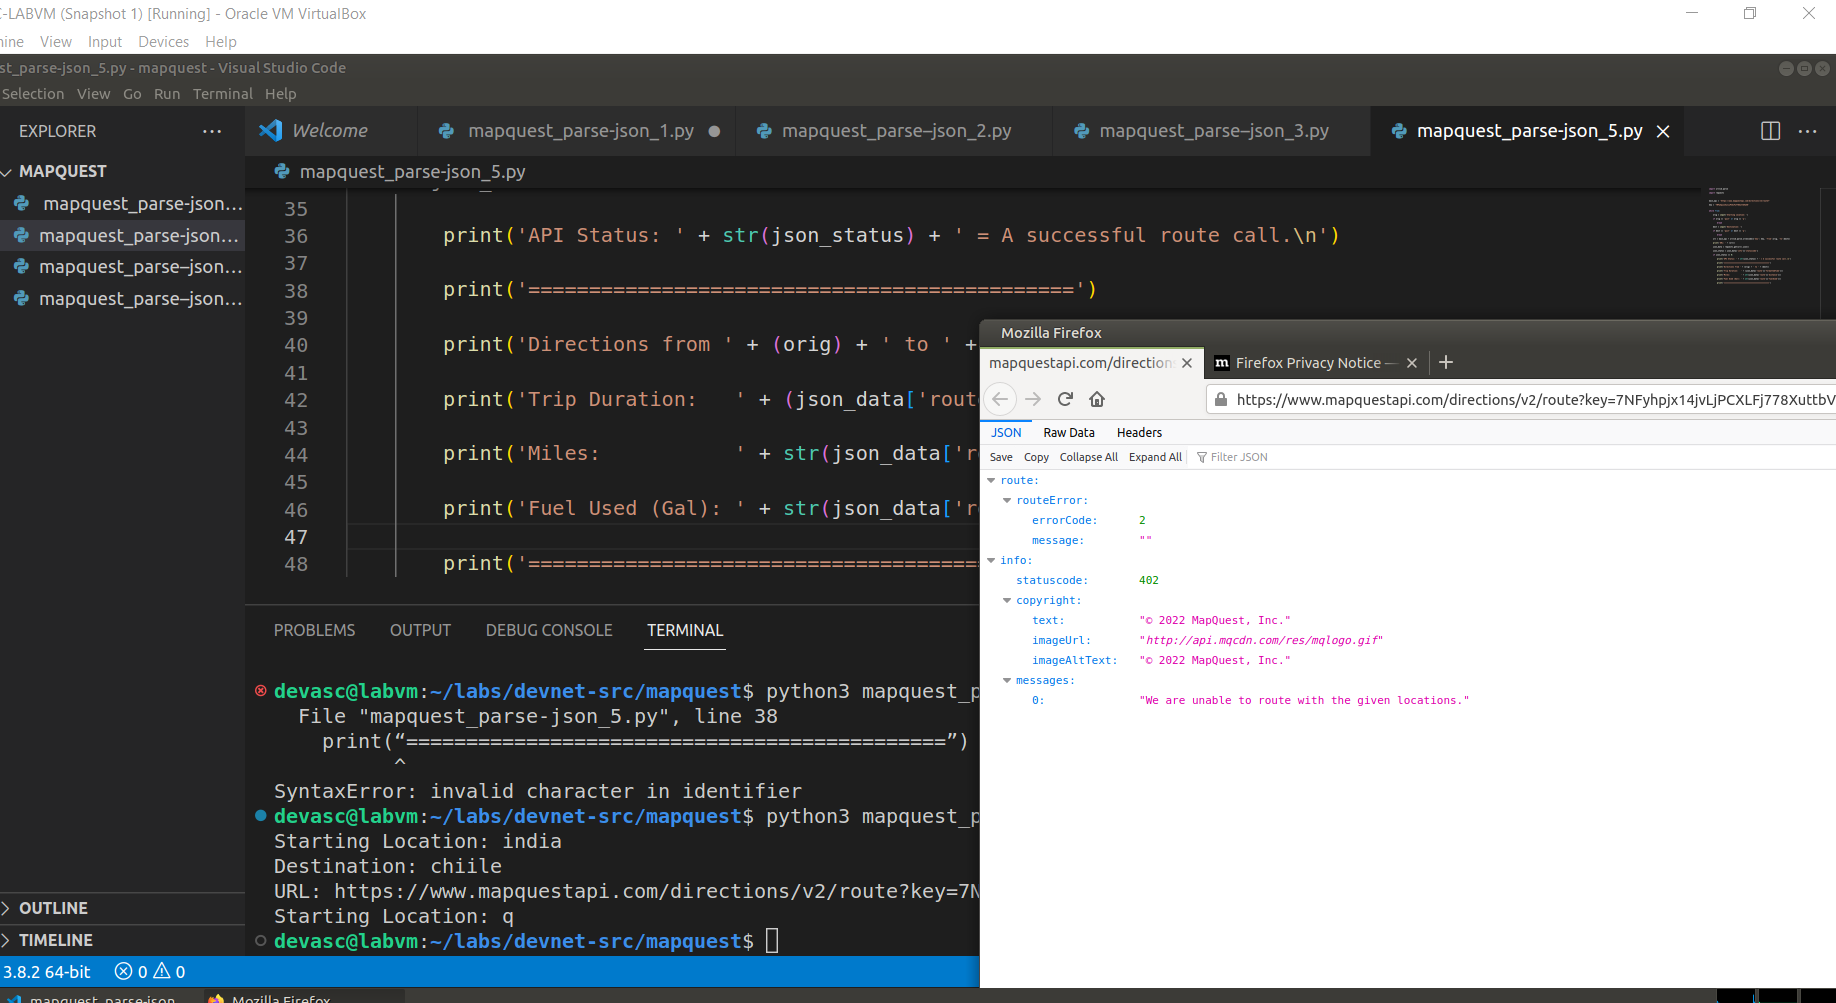 C-LABVM (Snapshot 1) [Running] - Oracle VM VirtualBox
hine View Input Devices Help
st_parse-json_5.py - mapquest - Visual Studio Code
Selection View Go Run Terminal Help
EXPLORER ...
Welcome
mapquest_parse-json_1.py
mapquest_parse–json_2.py
mapquest_parse–json_3.py
mapquest_parse-json_5.py
MAPQUEST
mapquest_parse-json...
mapquest_parse-json...
mapquest_parse–json...
mapquest_parse–json...
OUTLINE
TIMELINE
mapquest_parse-json_5.py
35
36 print('API Status: ' + str(json_status) + ' = A successful route call.\n')
37
38 print('=============================================')
39
40 print('Directions from ' + (orig) + ' to ' +
41
42 print('Trip Duration:   ' + (json_data['rout
43
44 print('Miles:           ' + str(json_data['r
45
46 print('Fuel Used (Gal): ' + str(json_data['r
47
48 print('=====================================
PROBLEMS OUTPUT DEBUG CONSOLE TERMINAL
devasc@labvm:~/labs/devnet-src/mapquest$ python3 mapquest_p
File "mapquest_parse-json_5.py", line 38
print(“=============================================”)
^
SyntaxError: invalid character in identifier
devasc@labvm:~/labs/devnet-src/mapquest$ python3 mapquest_p
Starting Location: india
Destination: chiile
URL: https://www.mapquestapi.com/directions/v2/route?key=7N
Starting Location: q
devasc@labvm:~/labs/devnet-src/mapquest$
3.8.2 64-bit 0 0
Mozilla Firefox
mapquestapi.com/directions
m Firefox Privacy Notice —
https://www.mapquestapi.com/directions/v2/route?key=7NFyhpjx14jvLjPCXLFj778XuttbV
JSON Raw Data Headers
Save Copy Collapse All Expand All Filter JSON
route:
routeError:
errorCode: 2
message: ""
info:
statuscode: 402
copyright:
text: "© 2022 MapQuest, Inc."
imageUrl: "http://api.mqcdn.com/res/mqlogo.gif"
imageAltText: "© 2022 MapQuest, Inc."
messages:
0: "We are unable to route with the given locations."
mapquest_parse-json
Mozilla Firefox